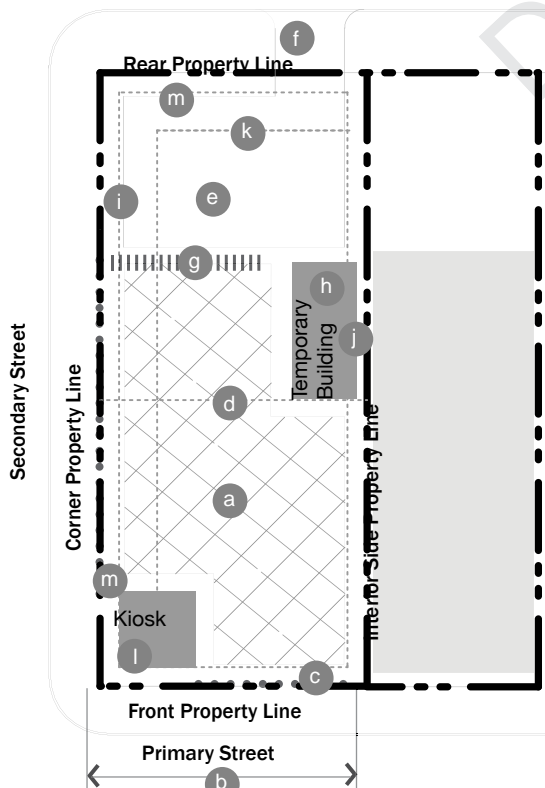 f
Rear Property Line
m
k
i
e
g
h
Temporary
Building
j
Secondary Street
Corner Property Line
d
Interior Side Property Line
a
m
Kiosk
l
c
Front Property Line
Primary Street
b